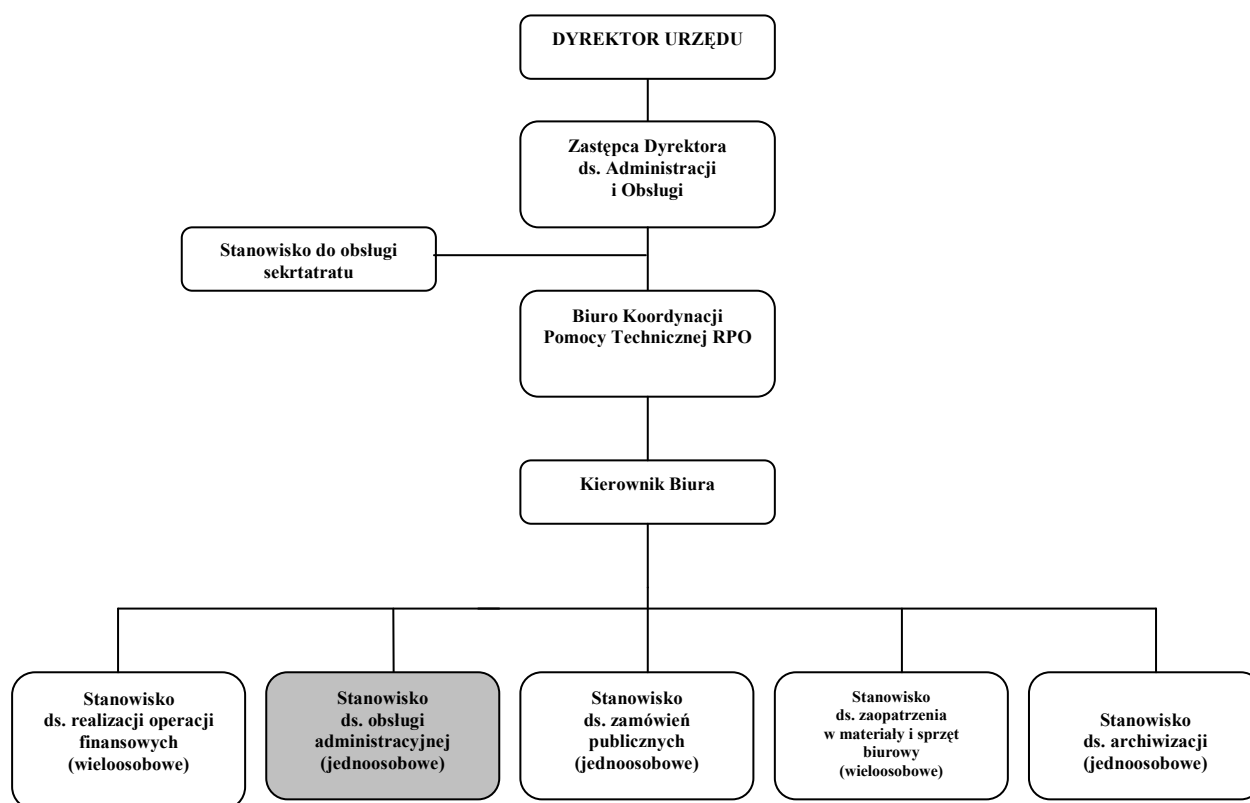 DYREKTOR URZĘDU
Zastępca Dyrektora
ds. Administracji
i Obsługi
Stanowisko do obsługi
sekrtatratu
Biuro Koordynacji
Pomocy Technicznej RPO
Kierownik Biura
Stanowisko
ds. realizacji operacji
finansowych
(wieloosobowe)
Stanowisko
ds. obsługi
administracyjnej
(jednoosobowe)
Stanowisko
ds. zamówień
publicznych
(jednoosobowe)
Stanowisko
ds. zaopatrzenia
w materiały i sprzęt
biurowy
(wieloosobowe)
Stanowisko
ds. archiwizacji
(jednoosobowe)